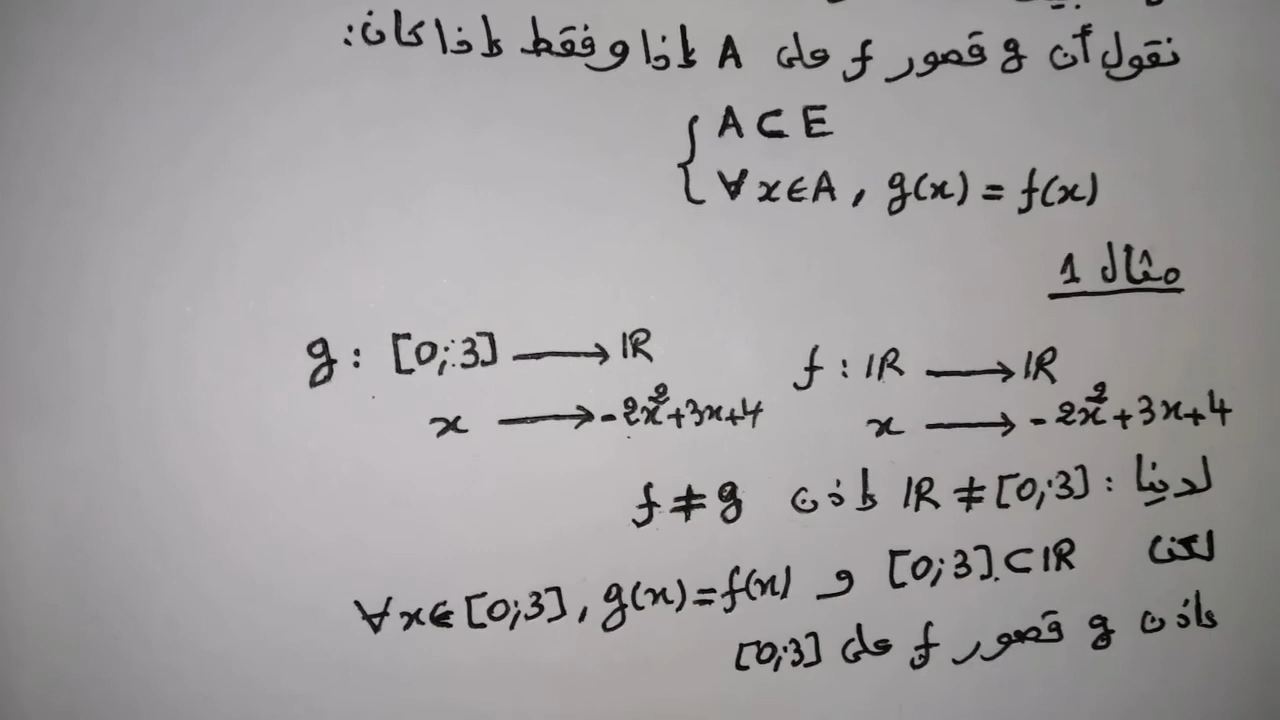 نقول أن g قصور f على A إذا وفقط إذا كان:
A⊂E
∀x∈A, g(x) = f(x)
مثال 1
f : IR ⟶ IR
x ⟶ -2x²+3x+4
g : [0;3] ⟶ IR
x ⟶ -2x²+3x+4
لدينا : IR ≠ [0;3] إذن f ≠ g
لكن [0;3] ⊂ IR و ∀x∈[0;3], g(x)=f(x)
إذن g قصور f على [0;3]